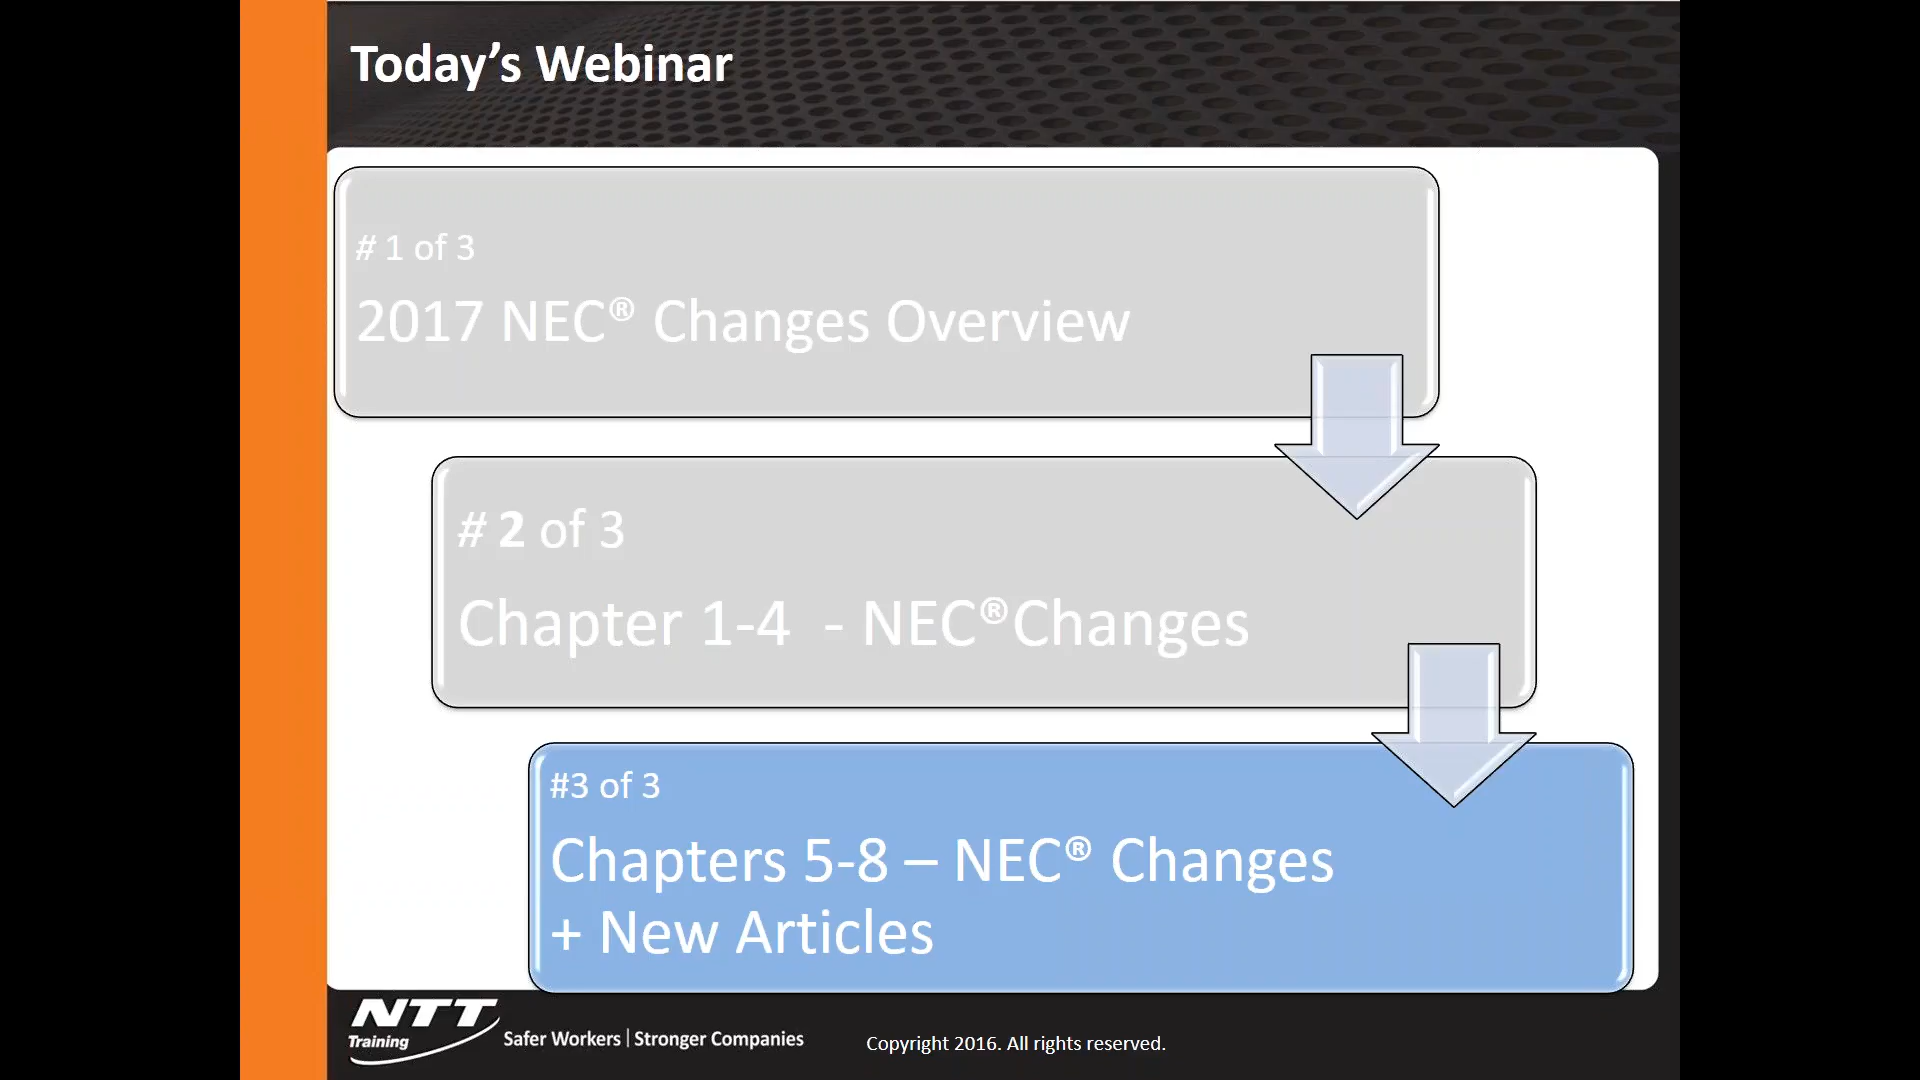 Today’s Webinar
# 1 of 3
2017 NEC® Changes Overview
# 2 of 3
Chapter 1-4  - NEC®Changes
#3 of 3
Chapters 5-8 – NEC® Changes
+ New Articles
NTT
Training
Safer Workers | Stronger Companies
Copyright 2016. All rights reserved.